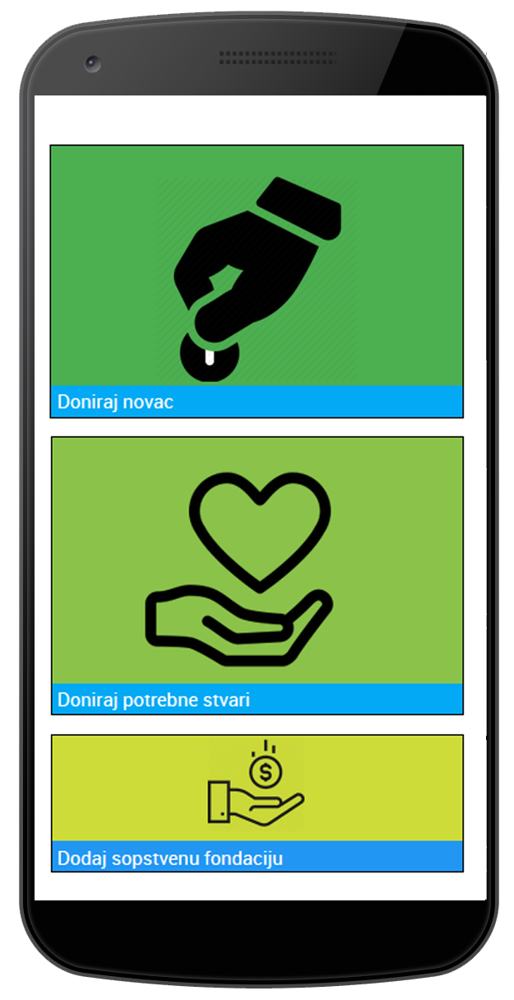 Doniraj novac
Doniraj potrebne stvari
$
Dodaj sopstvenu fondaciju